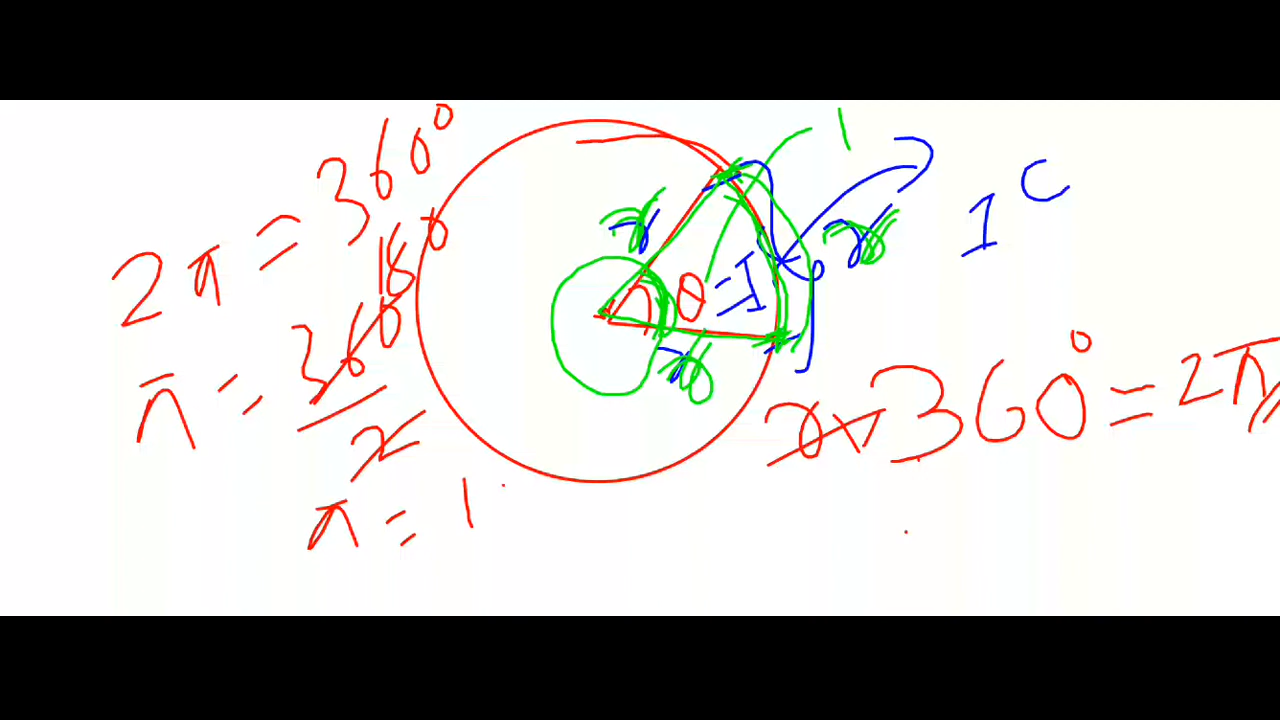 2π = 360°
180
π = 360/2
π = 1
r
θ = 1
r
r
1
1ᶜ
360° = 2π